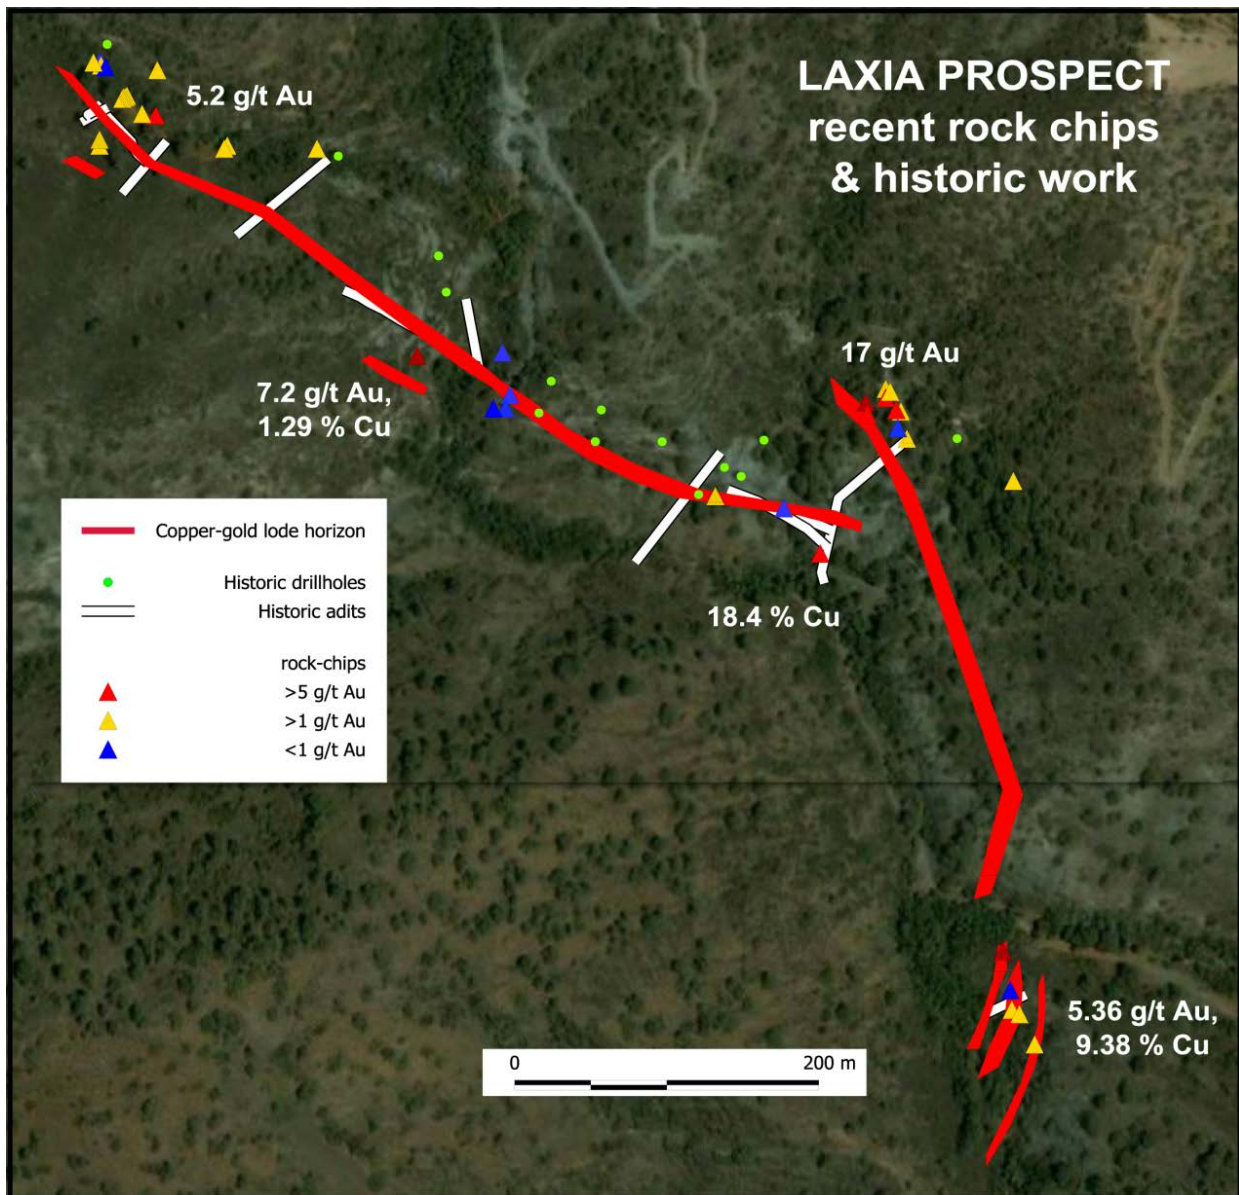 LAXIA PROSPECT
recent rock chips
& historic work
5.2 g/t Au
17 g/t Au
7.2 g/t Au,
1.29 % Cu
Copper-gold lode horizon
Historic drillholes
Historic adits
rock-chips
>5 g/t Au
>1 g/t Au
<1 g/t Au
18.4 % Cu
5.36 g/t Au,
9.38 % Cu
0 200 m